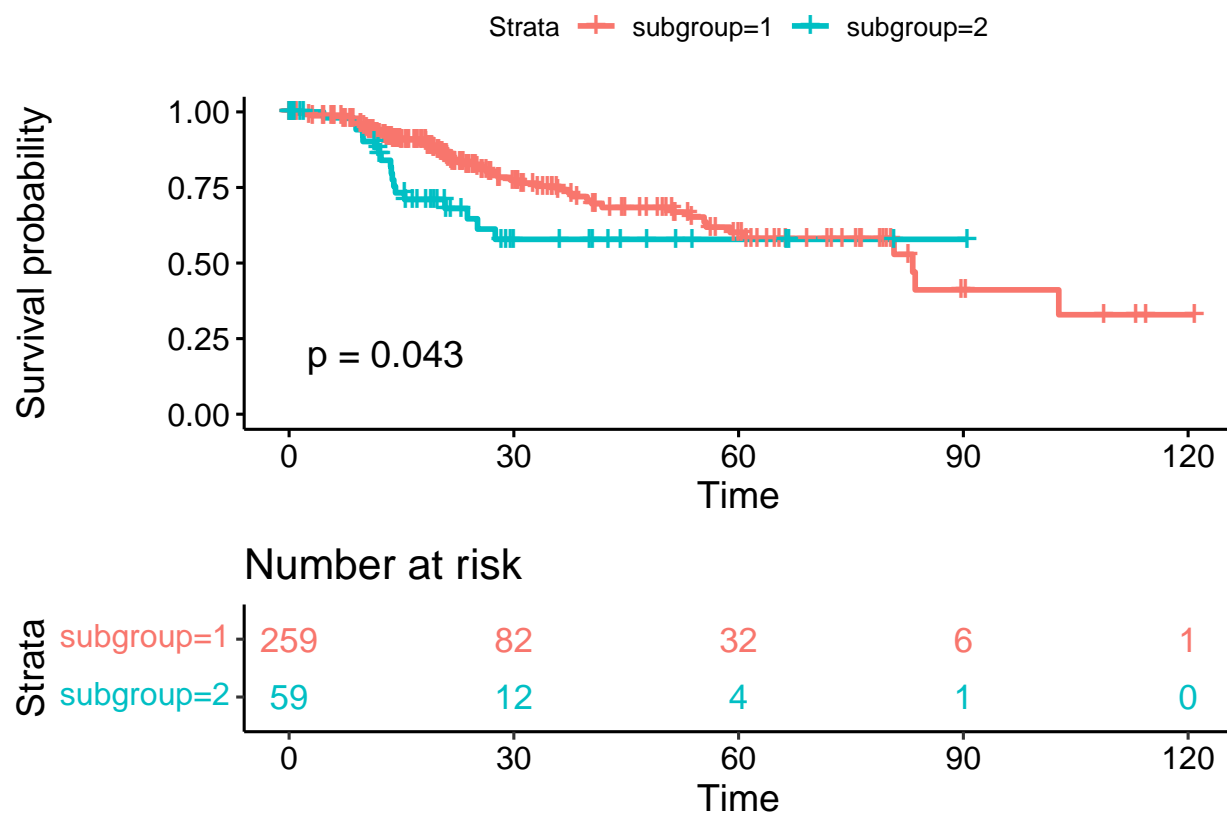 Strata subgroup=1 subgroup=2
Survival probability
1.00
0.75
0.50
0.25
0.00
p = 0.043
0 30 60 90 120
Time
Number at risk
Strata
subgroup=1 259 82 32 6 1
subgroup=2 59 12 4 1 0
0 30 60 90 120
Time